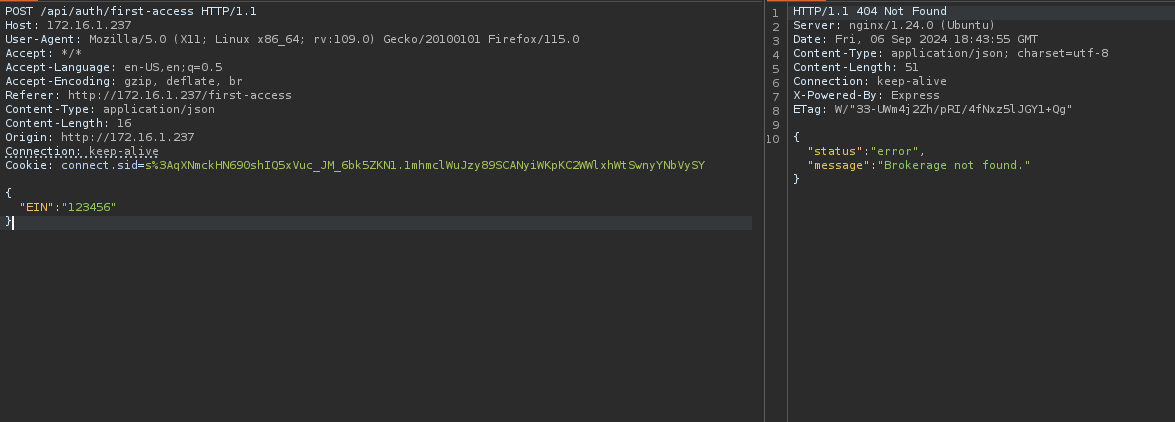 POST /api/auth/first-access HTTP/1.1
Host: 172.16.1.237
User-Agent: Mozilla/5.0 (X11; Linux x86_64; rv:109.0) Gecko/20100101 Firefox/115.0
Accept: */*
Accept-Language: en-US,en;q=0.5
Accept-Encoding: gzip, deflate, br
Referer: http://172.16.1.237/first-access
Content-Type: application/json
Content-Length: 16
Origin: http://172.16.1.237
Connection: keep-alive
Cookie: connect.sid=s%3AqXNmckHN69OshIQ5xVuc_JM_6bk5ZKN1.1mhmclWuJzy89SCANyiWKpKC2WWlxhWtSwnyYNbVySY
{
"EIN":"123456"
}
1 HTTP/1.1 404 Not Found
2 Server: nginx/1.24.0 (Ubuntu)
3 Date: Fri, 06 Sep 2024 18:43:55 GMT
4 Content-Type: application/json; charset=utf-8
5 Content-Length: 51
6 Connection: keep-alive
7 X-Powered-By: Express
8 ETag: W/"33-UWm4j2Zh/pRI/4fNxz5lJGY1+Qg"
9
10 {
"status":"error",
"message":"Brokerage not found."
}